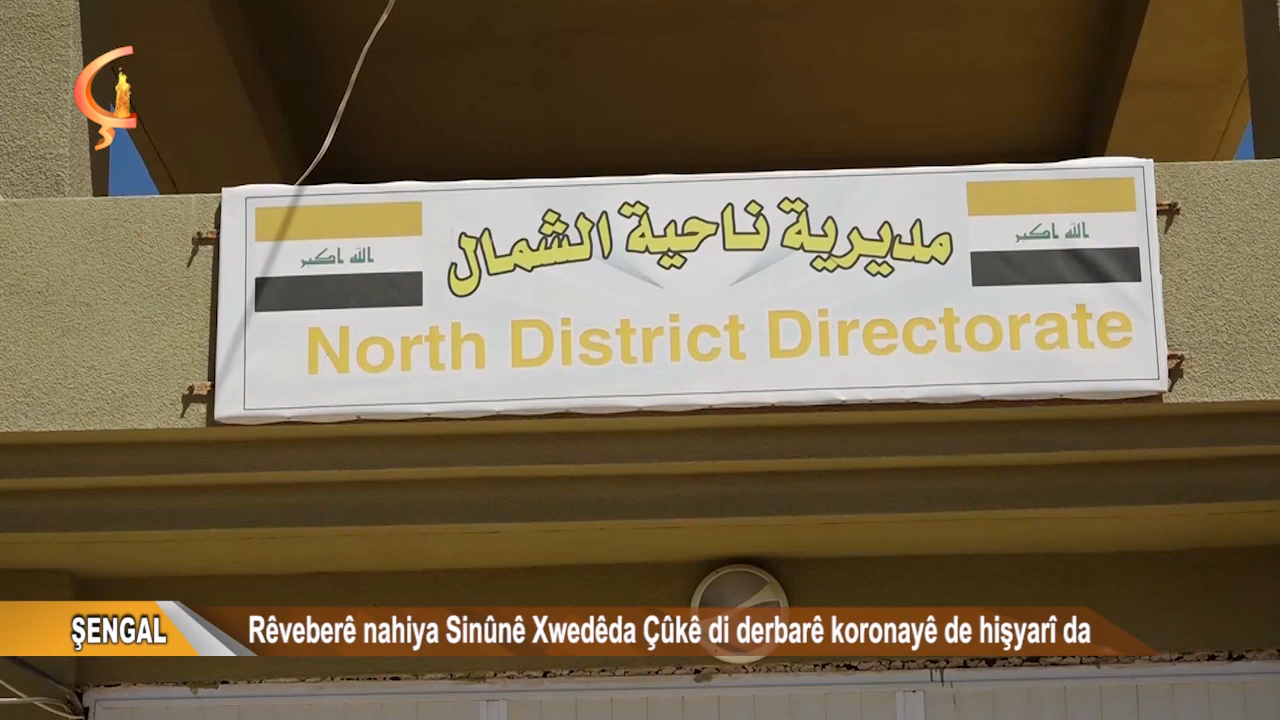 الله اكبر
مديرية ناحية الشمال
الله اكبر
North District Directorate
ŞENGAL
Rêveberê nahiya Sinûnê Xwedêda Çûkê di derbarê koronayê de hişyarî da